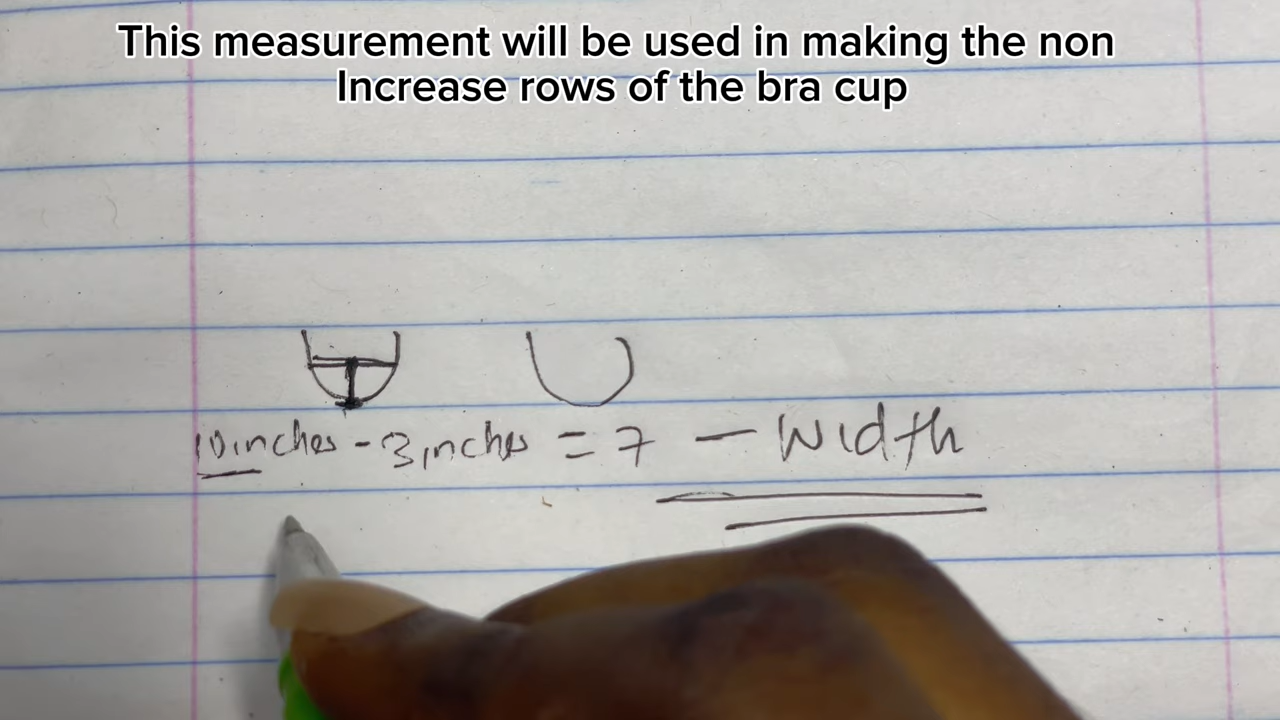 This measurement will be used in making the non
Increase rows of the bra cup
10inches - 3inches = 7 - Width